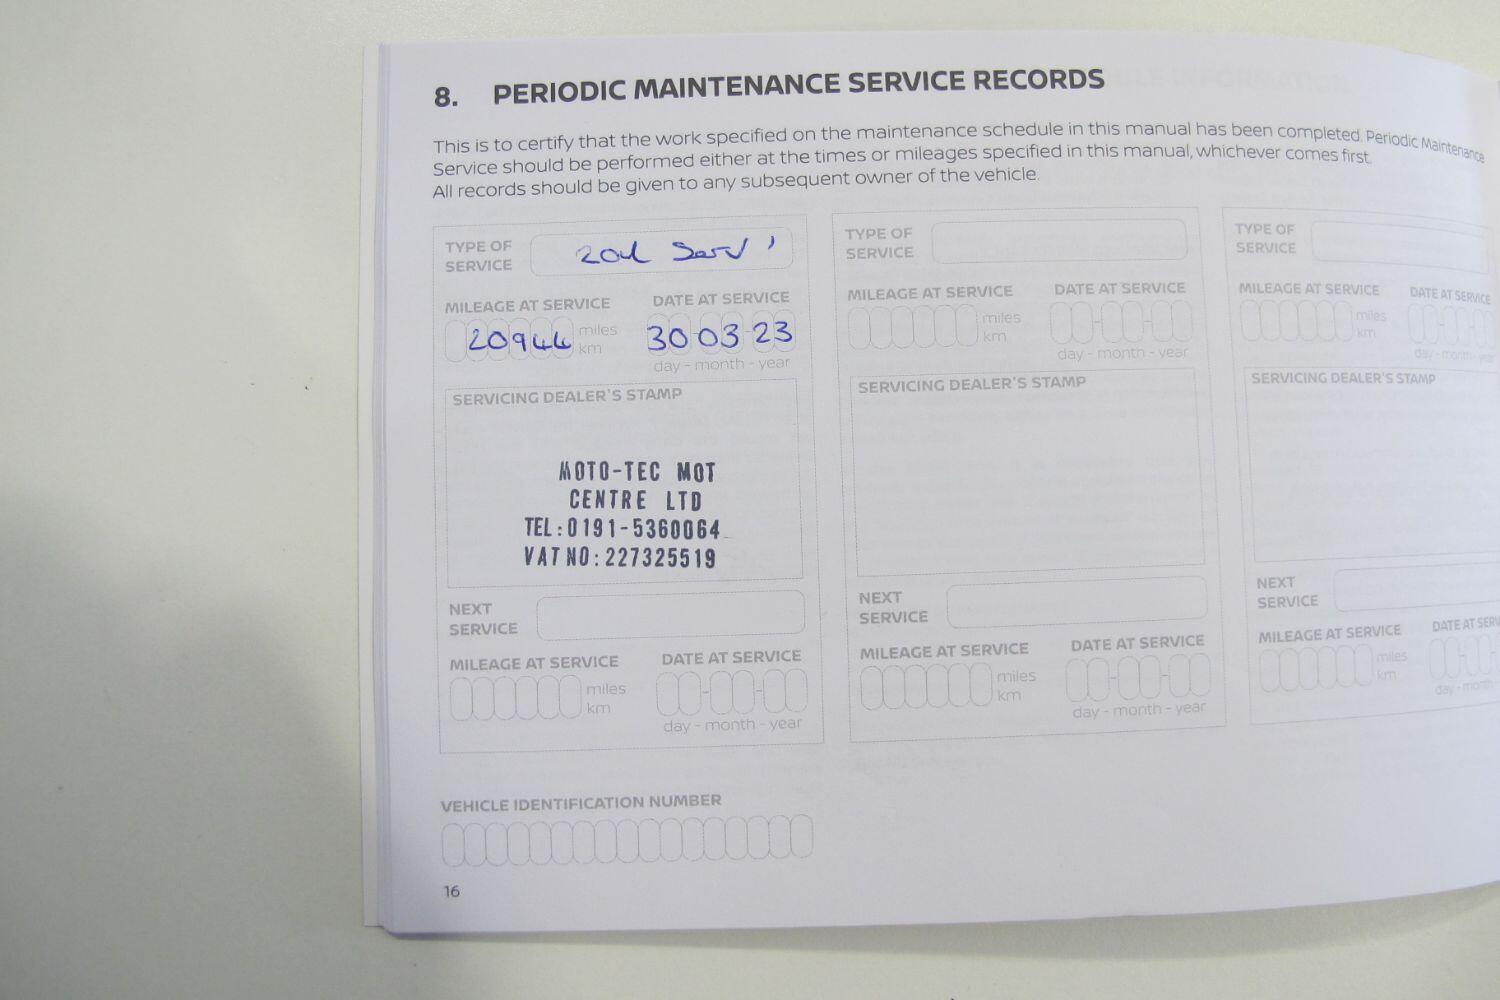 8. PERIODIC MAINTENANCE SERVICE RECORDS
This is to certify that the work specified on the maintenance schedule in this manual has been completed. Periodic Maintenance
Service should be performed either at the times or mileages specified in this manual, whichever comes first.
All records should be given to any subsequent owner of the vehicle.
TYPE OF
SERVICE
20K Serv'
MILEAGE AT SERVICE
DATE AT SERVICE
20944 miles
km
30-03-23
day - month - year
SERVICING DEALER'S STAMP
MOTO-TEC MOT
CENTRE LTD
TEL:0191-5360064
VAT NO:227325519
NEXT
SERVICE
MILEAGE AT SERVICE
DATE AT SERVICE
miles
km
day - month - year
TYPE OF
SERVICE
MILEAGE AT SERVICE
DATE AT SERVICE
miles
km
day - month - year
SERVICING DEALER'S STAMP
NEXT
SERVICE
MILEAGE AT SERVICE
DATE AT SERVICE
miles
km
day - month - year
TYPE OF
SERVICE
MILEAGE AT SERVICE
DATE AT SERVICE
miles
km
day - month - year
SERVICING DEALER'S STAMP
NEXT
SERVICE
MILEAGE AT SERVICE
DATE AT SERV
miles
km
day - month -
VEHICLE IDENTIFICATION NUMBER
16